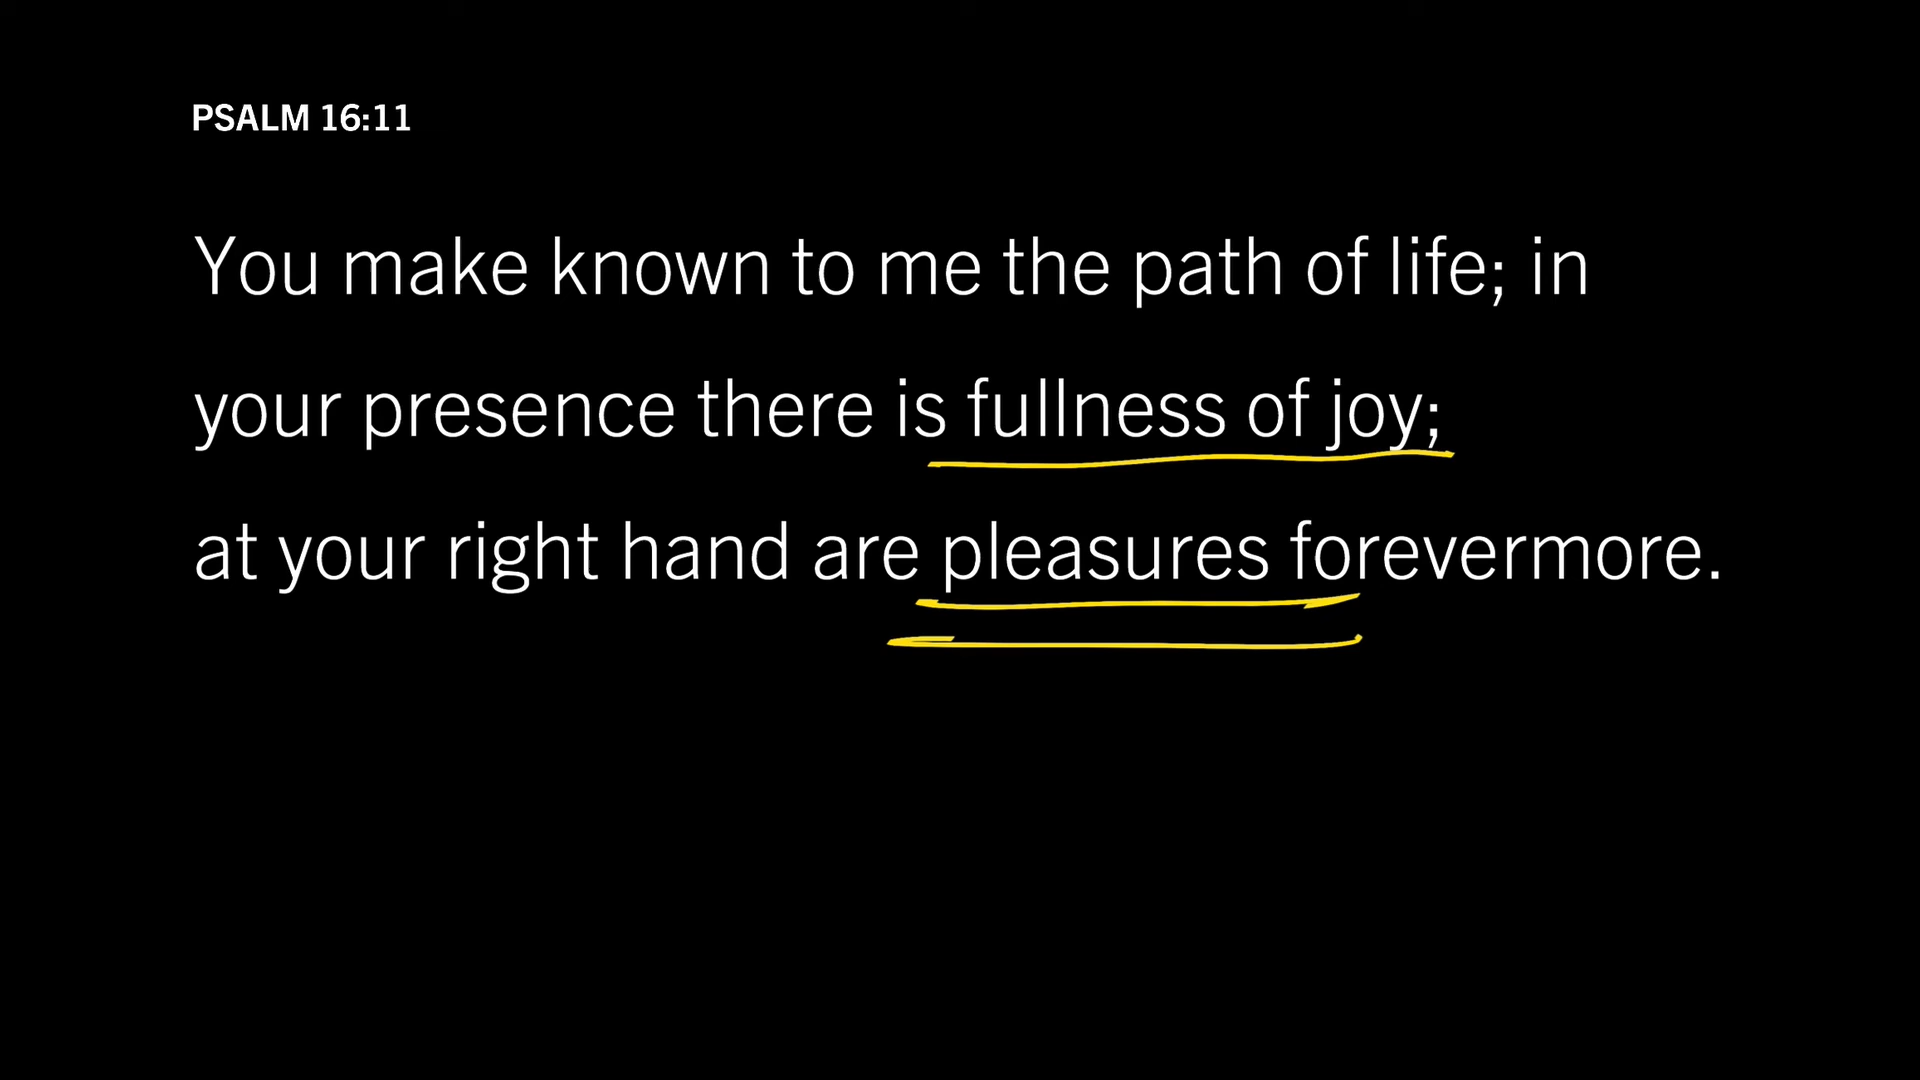 PSALM 16:11
You make known to me the path of life; in
your presence there is fullness of joy;
at your right hand are pleasures forevermore.